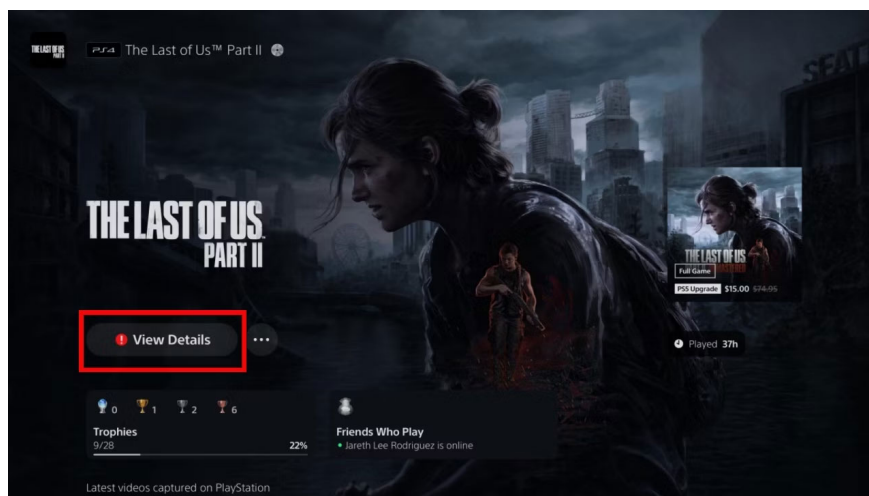 THE LAST OF US
PART II
PS4 The Last of Us™ Part II
SEAT
THE LAST OF US
PART II
THE LAST OF US
Full Game
PS5 Upgrade $15.00 $74.95
! View Details ...
Played 37h
0 1 2 6
Trophies
9/28 22%
Friends Who Play
Jareth Lee Rodriguez is online
Latest videos captured on PlayStation